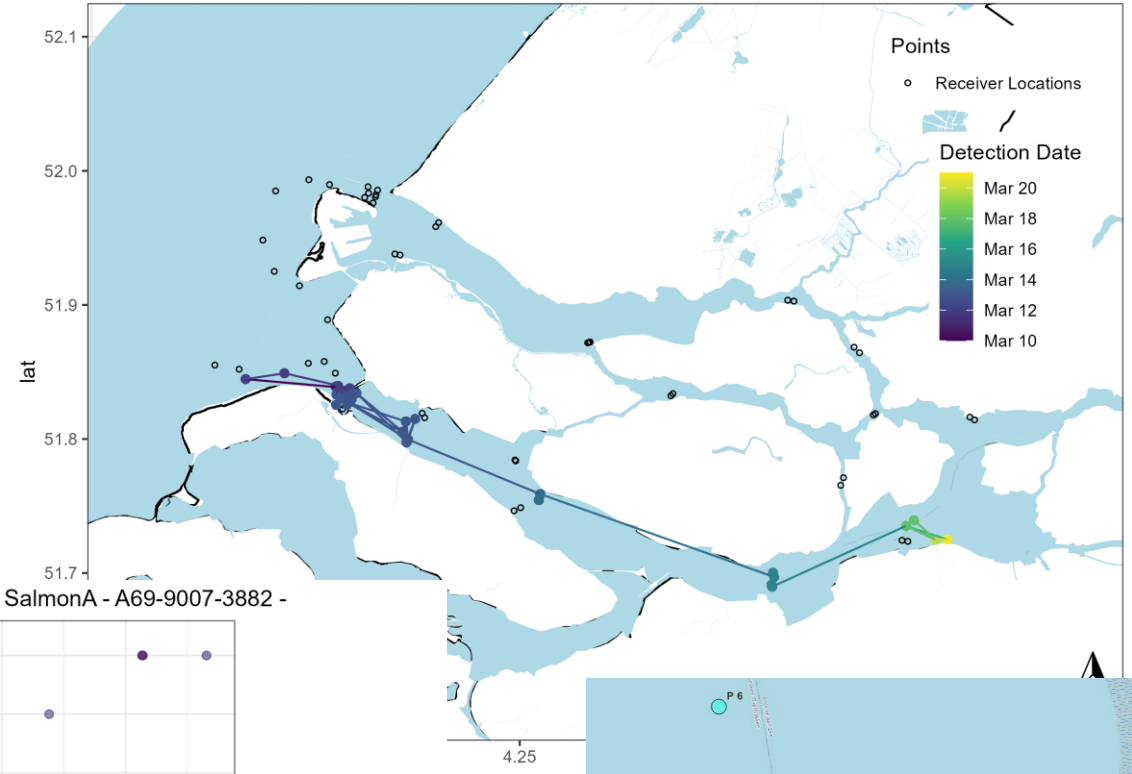 52.1
52.0
51.9
51.8
51.7
lat
Points
Receiver Locations
Detection Date
Mar 20
Mar 18
Mar 16
Mar 14
Mar 12
Mar 10
SalmonA - A69-9007-3882 -
4.25
P 6